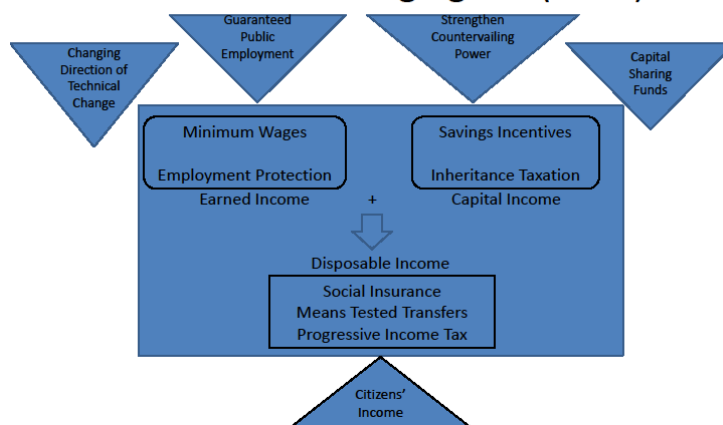 Guaranteed
Public
Employment
Strengthen
Countervailing
Power
Changing
Direction of
Technical
Change
Capital
Sharing
Funds
Minimum Wages
Employment Protection
Savings Incentives
Inheritance Taxation
Earned Income + Capital Income
Disposable Income
Social Insurance
Means Tested Transfers
Progressive Income Tax
Citizens'
Income